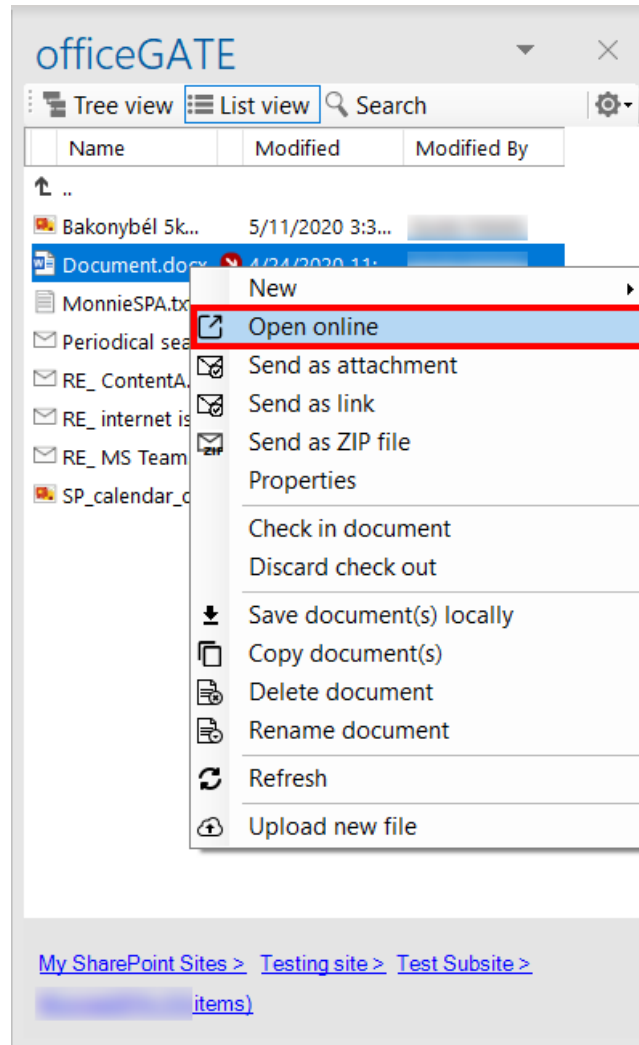 officeGATE
Tree view List view Search
Name Modified Modified By
..
Bakonybél 5k... 5/11/2020 3:3...
Document.docx 4/24/2020 11:
MonnieSPA.tx
New
Open online
Periodical sea
Send as attachment
RE_ ContentA.
Send as link
RE_ internet is
Send as ZIP file
RE_ MS Team
Properties
SP_calendar_
Check in document
Discard check out
Save document(s) locally
Copy document(s)
Delete document
Rename document
Refresh
Upload new file
My SharePoint Sites > Testing site > Test Subsite >
items)